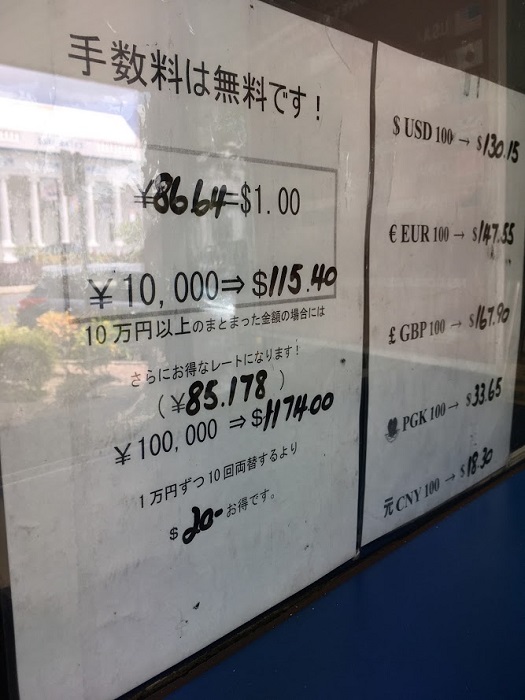 手数料は無料です！
¥86.64=$1.00
¥10,000⇒$115.40
10万円以上のまとまった金額の場合には
さらにお得なレートになります！
(¥85.178)
¥100,000⇒$1174.00
1万円ずつ10回両替するより
$20-お得です。
$ USD 100 → $130.15
€ EUR 100 → $147.55
£ GBP 100 → $167.90
PGK 100 → $33.65
元 CNY 100 → $18.30